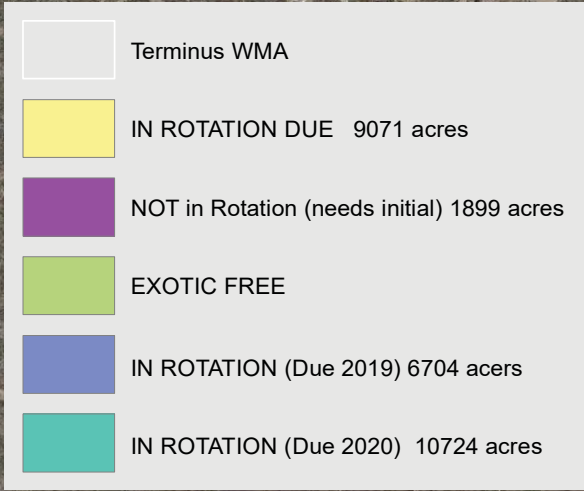 Terminus WMA
IN ROTATION DUE 9071 acres
NOT in Rotation (needs initial) 1899 acres
EXOTIC FREE
IN ROTATION (Due 2019) 6704 acers
IN ROTATION (Due 2020) 10724 acres